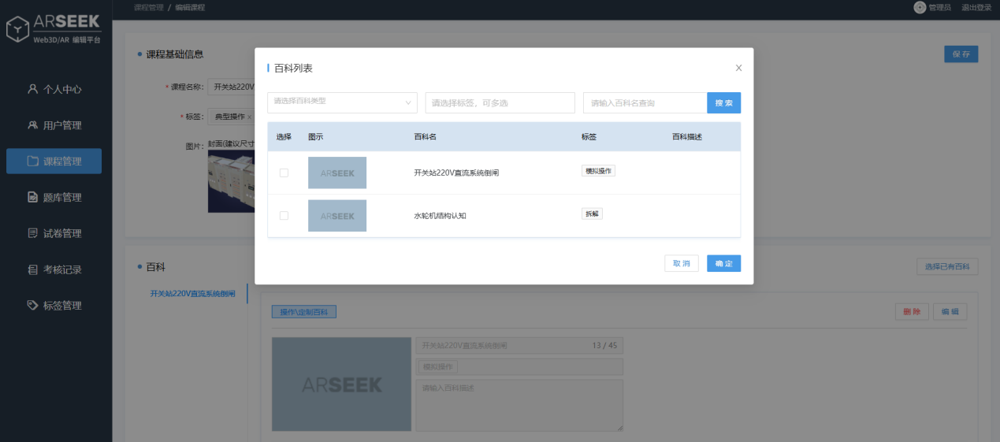 课程管理 / 编辑课程
管理员 退出登录
ARSEEK
Web3D/AR 编辑平台
个人中心
用户管理
课程管理
题库管理
试卷管理
考核记录
标签管理
课程基础信息
保 存
* 课程名称: 开关站220V
* 标签: 典型操作 x
图片: 封面(建议尺寸
百科列表
请选择百科类型
请选择标签，可多选
请输入百科名查询
搜 索
选择 图示 百科名 标签 百科描述
ARSEEK 开关站220V直流系统倒闸 模拟操作
ARSEEK 水轮机结构认知 拆解
取 消 确 定
百科
选择已有百科
开关站220V直流系统倒闸
操作\定制百科
删 除 编 辑
ARSEEK
开关站220V直流系统倒闸 13 / 45
模拟操作
请输入百科描述